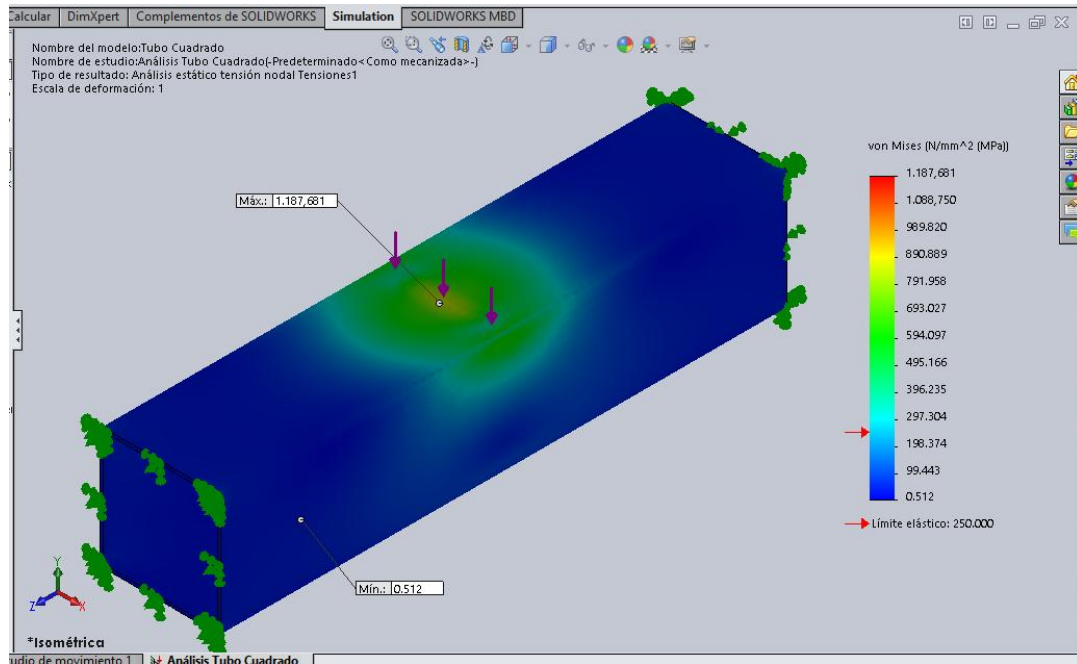 Calcular DimXpert Complementos de SOLIDWORKS Simulation SOLIDWORKS MBD
Nombre del modelo:Tubo Cuadrado
Nombre de estudio:Análisis Tubo Cuadrado(-Predeterminado<Como mecanizada>-)
Tipo de resultado: Análisis estático tensión nodal Tensiones1
Escala de deformación: 1
von Mises (N/mm^2 (MPa))
1.187,681
1.088,750
989.820
890.889
791.958
693.027
594.097
495.166
396.235
297.304
198.374
99.443
0.512
Límite elástico: 250.000
Máx.: 1.187,681
Mín.: 0.512
Y
Z
X
*Isométrica
udio de movimiento 1 Análisis Tubo Cuadrado